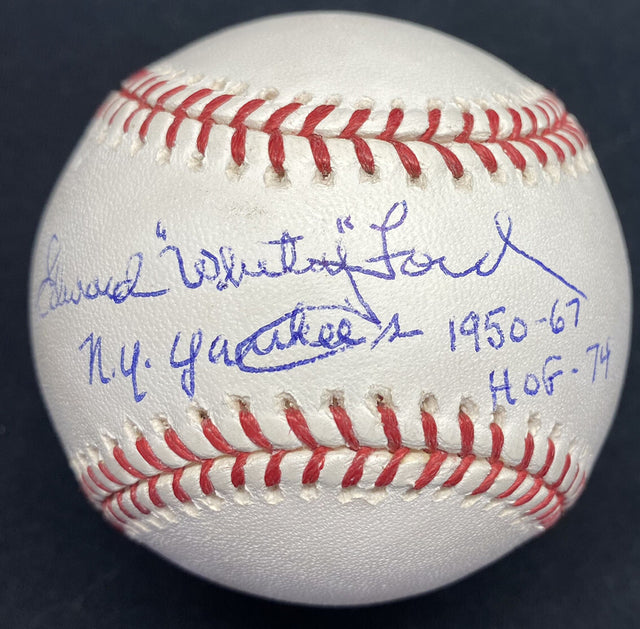 Edward "Whitey" Ford
N.Y. Yankees 1950-67
HOF-74